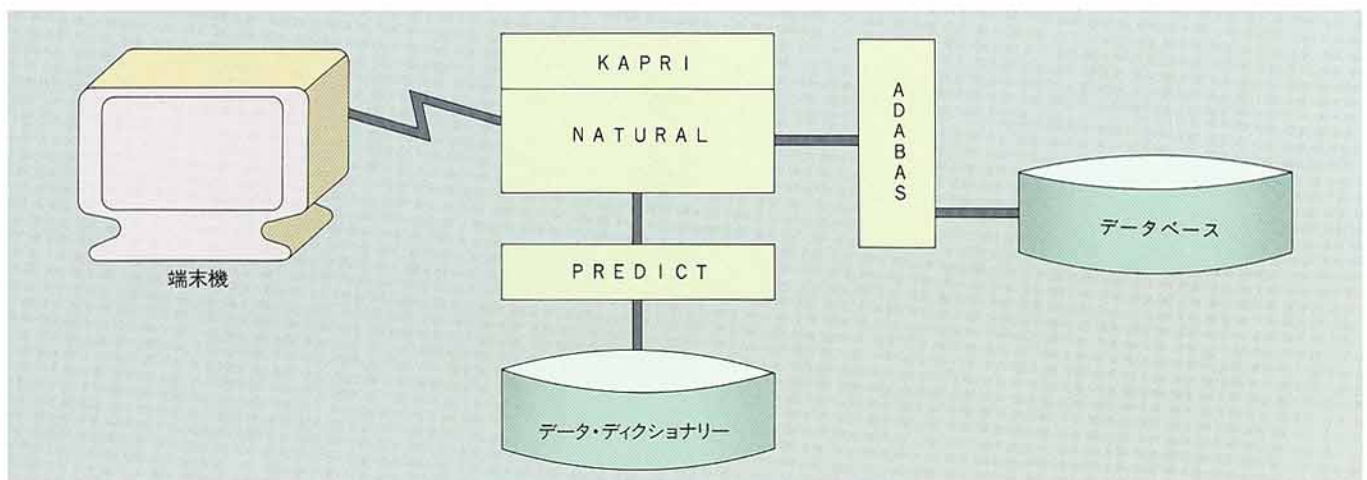 KAPRI
NATURAL
ADABAS
データベース
端末機
PREDICT
データ・ディクショナリー